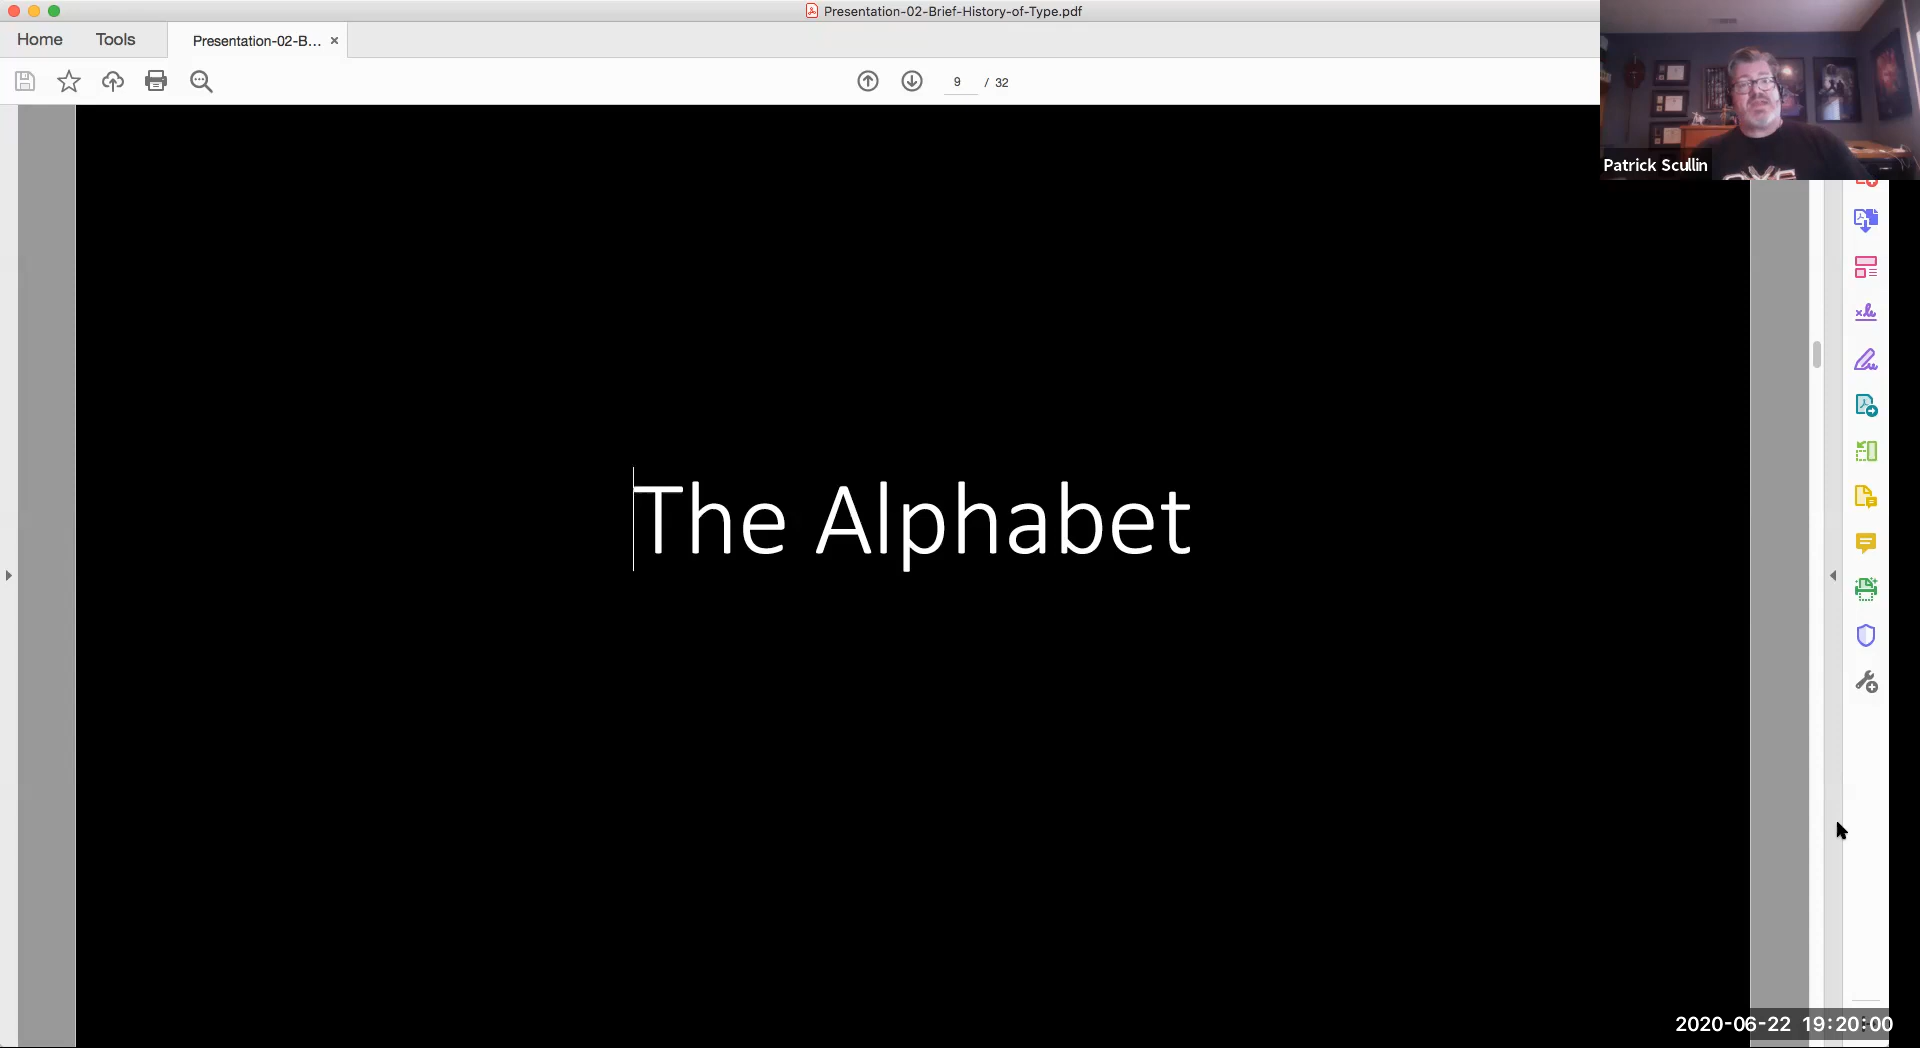 Presentation-02-Brief-History-of-Type.pdf
Home Tools Presentation-02-B... ×
9 / 32
Patrick Scullin
The Alphabet
2020-06-22 19:20:00